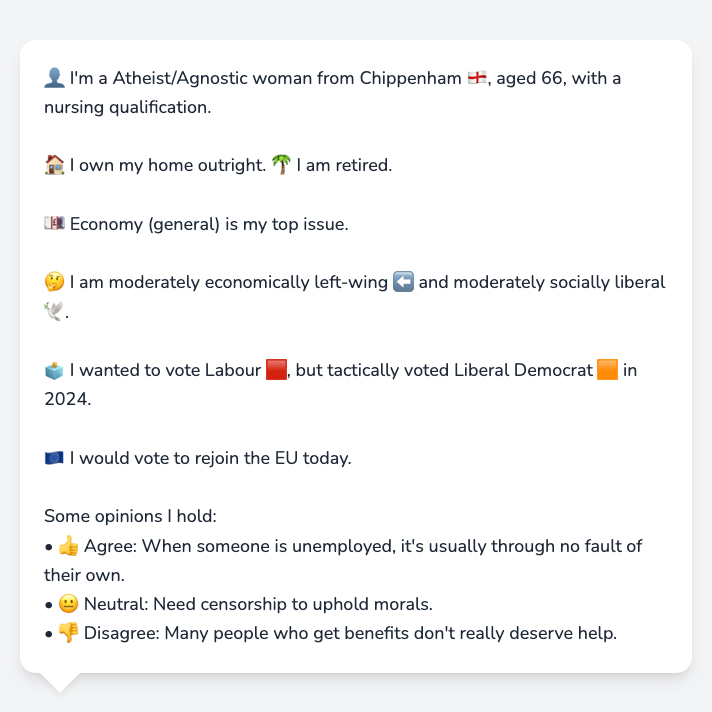 👤 I'm a Atheist/Agnostic woman from Chippenham 🏴󠁧󠁢󠁥󠁮󠁧󠁿, aged 66, with a
nursing qualification.
🏠 I own my home outright. 🌴 I am retired.
💷 Economy (general) is my top issue.
🤔 I am moderately economically left-wing ⬅️ and moderately socially liberal
🕊️.
🗳️ I wanted to vote Labour 🟥, but tactically voted Liberal Democrat 🟧 in
2024.
🇪🇺 I would vote to rejoin the EU today.
Some opinions I hold:
• 👍 Agree: When someone is unemployed, it's usually through no fault of
their own.
• 😐 Neutral: Need censorship to uphold morals.
• 👎 Disagree: Many people who get benefits don't really deserve help.